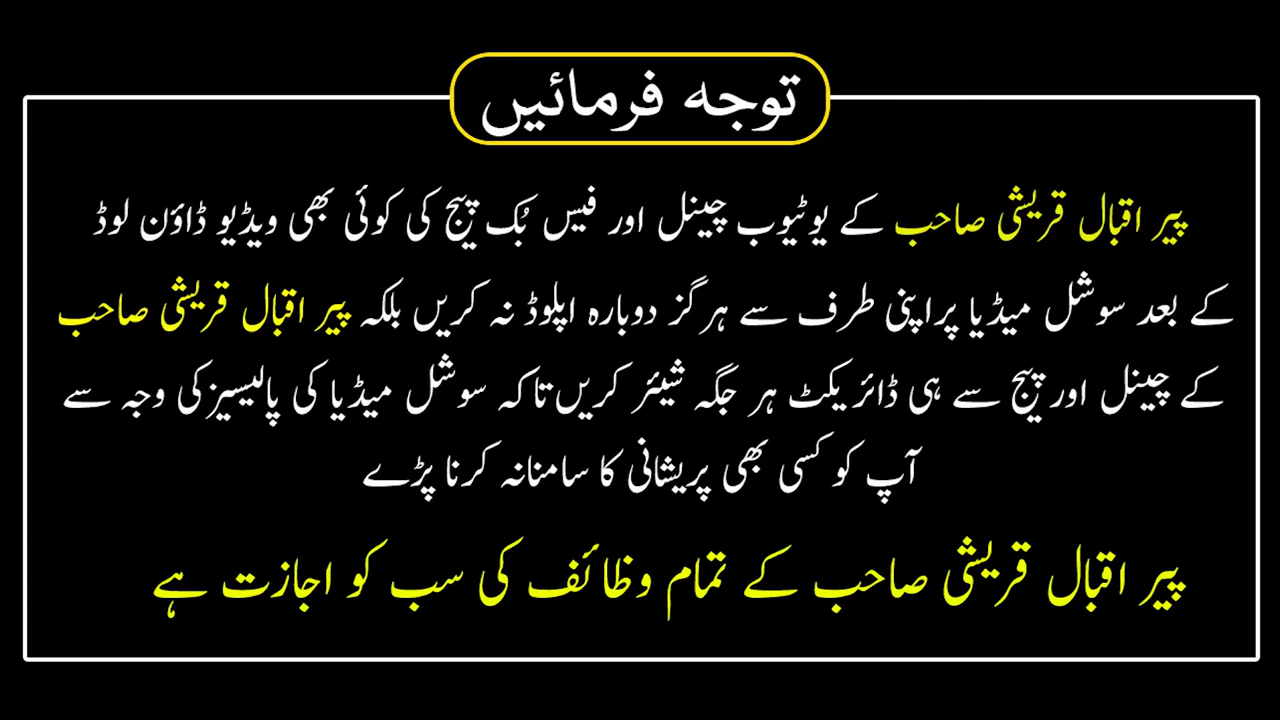 توجہ فرمائیں
پیر اقبال قریشی صاحب کے یوٹیوب چینل اور فیس بُک پیج کی کوئی بھی ویڈیو ڈاؤن لوڈ
کے بعد سوشل میڈیا پراپنی طرف سے ہرگز دوبارہ اپلوڈ نہ کریں بلکہ پیر اقبال قریشی صاحب
کے چینل اور پیج سے ہی ڈائریکٹ ہر جگہ شیئر کریں تاکہ سوشل میڈیا کی پالیسیز کی وجہ سے
آپ کو کسی بھی پریشانی کا سامنا نہ کرنا پڑے
پیر اقبال قریشی صاحب کے تمام وظائف کی سب کو اجازت ہے